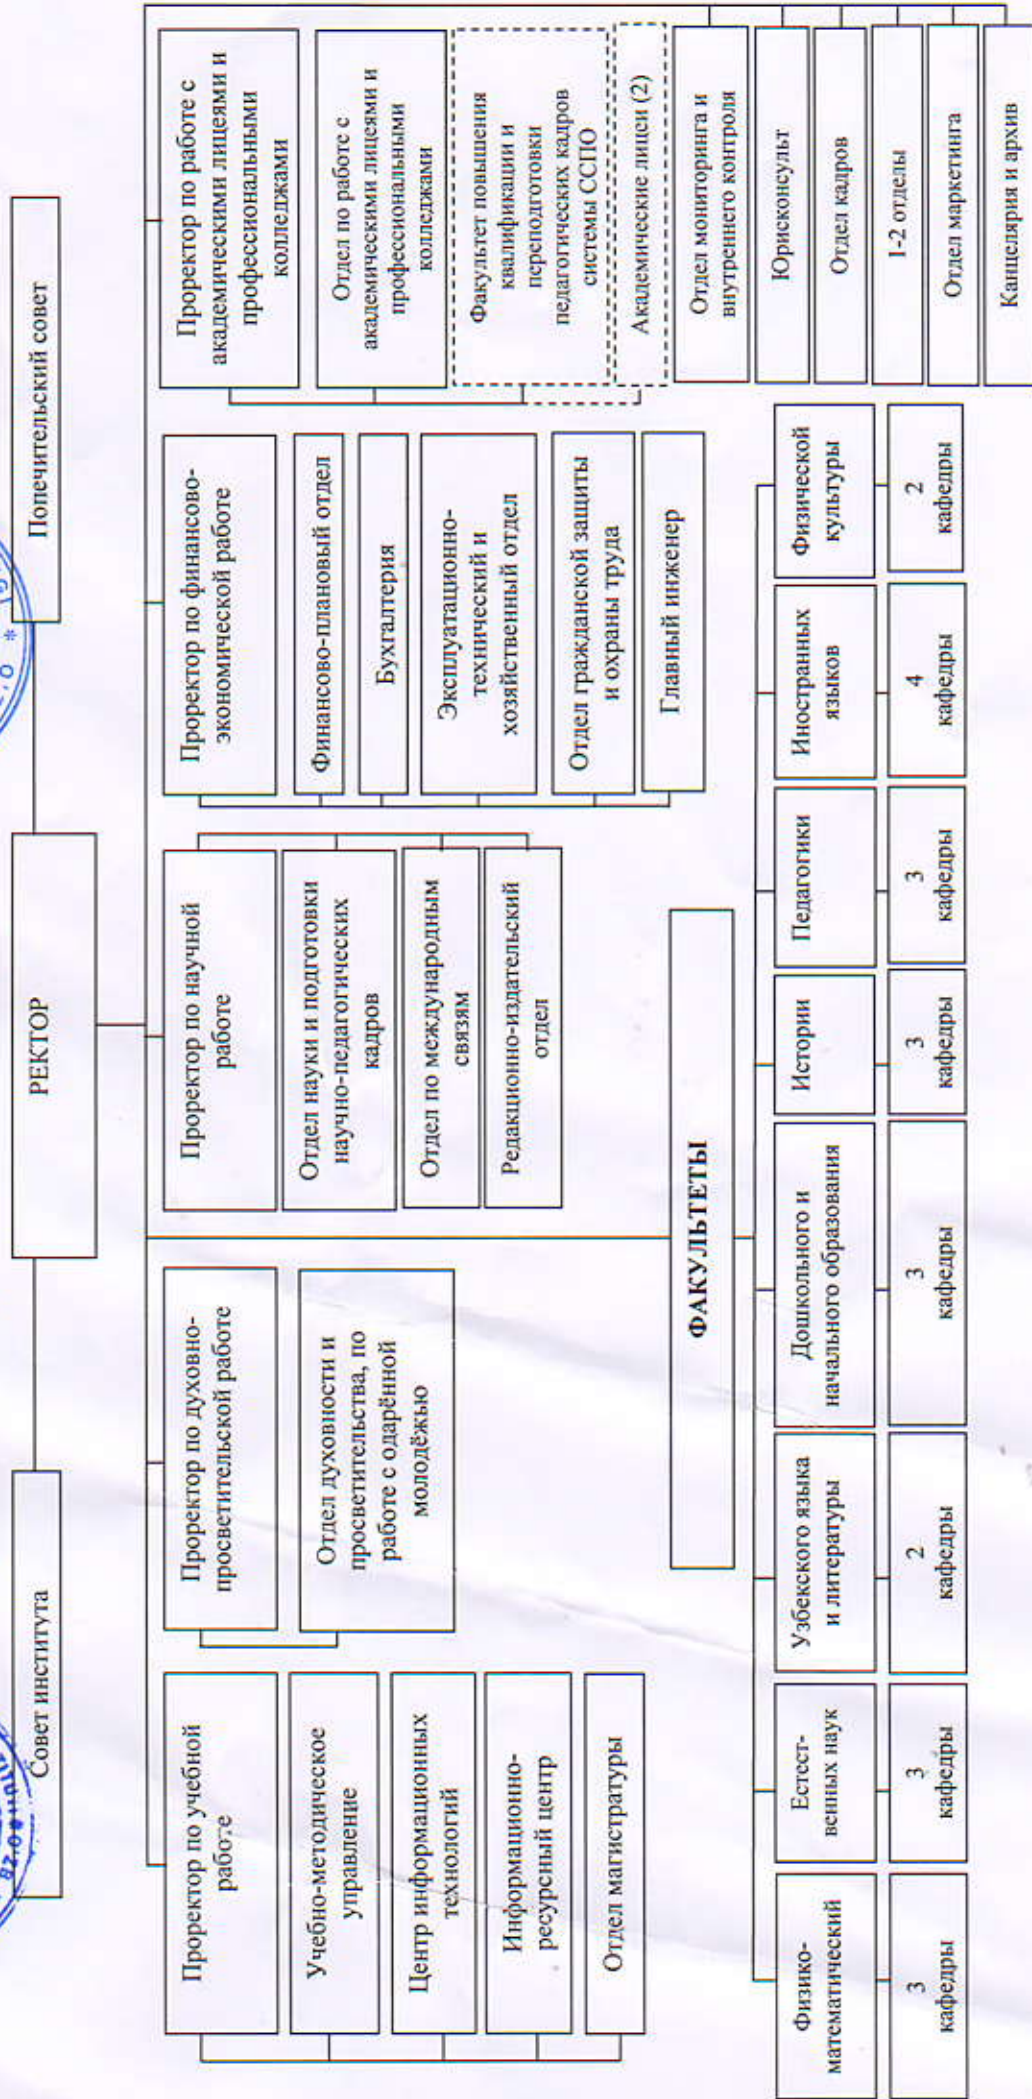 Совет института
РЕКТОР
Попечительский совет
Проректор по учебной
работе
Учебно-методическое
управление
Центр информационных
технологий
Информационно-
ресурсный центр
Отдел магистратуры
Проректор по духовно-
просветительской работе
Отдел духовности и
просветительства, по
работе с одарённой
молодёжью
Проректор по научной
работе
Отдел науки и подготовки
научно-педагогических
кадров
Отдел по международным
связям
Редакционно-издательский
отдел
Проректор по финансово-
экономической работе
Финансово-плановый отдел
Бухгалтерия
Эксплуатационно-
технический и
хозяйственный отдел
Отдел гражданской защиты
и охраны труда
Главный инженер
Проректор по работе с
академическими лицеями и
профессиональными
колледжами
Отдел по работе с
академическими лицеями и
профессиональными
колледжами
Факультет повышения
квалификации и
переподготовки
педагогических кадров
системы ССПО
Академические лицеи (2)
Отдел мониторинга и
внутреннего контроля
Юрисконсульт
Отдел кадров
1-2 отделы
Отдел маркетинга
Канцелярия и архив
ФАКУЛЬТЕТЫ
Физико-
математический
3
кафедры
Естест-
венных наук
3
кафедры
Узбекского языка
и литературы
2
кафедры
Дошкольного и
начального образования
3
кафедры
Истории
3
кафедры
Педагогики
3
кафедры
Иностранных
языков
4
кафедры
Физической
культуры
2
кафедры